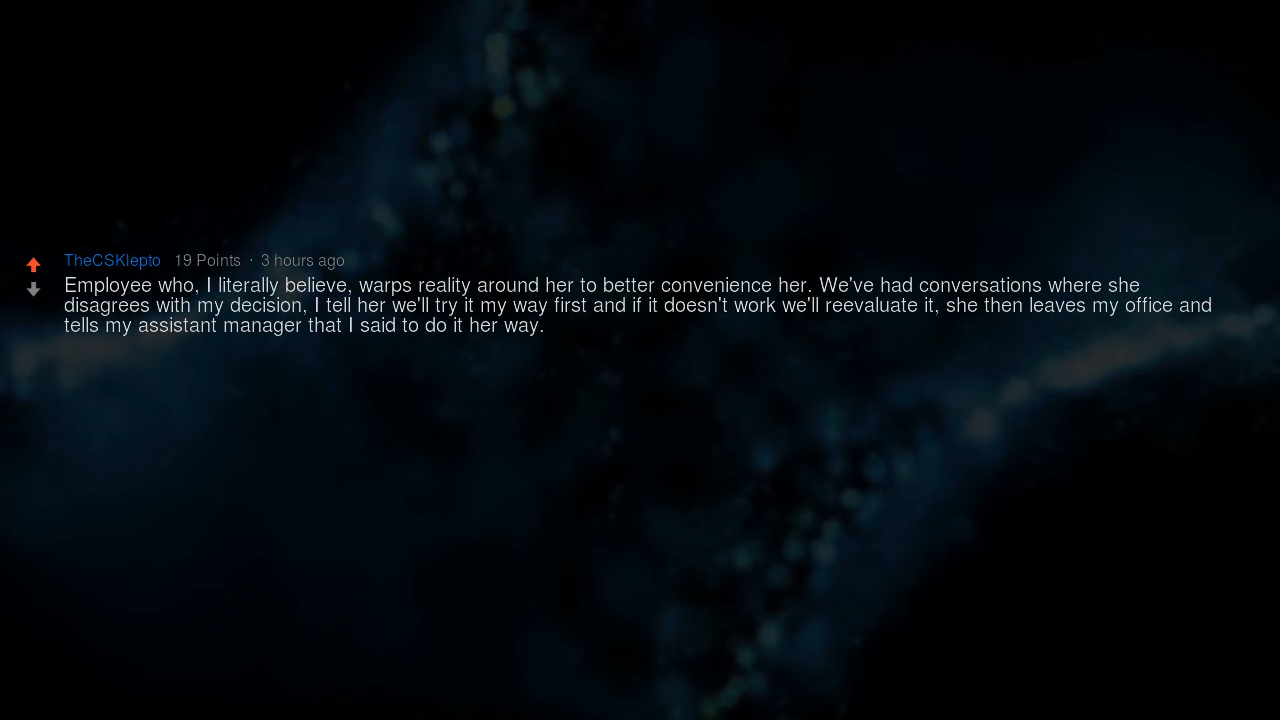 TheCSKlepto 19 Points · 3 hours ago
Employee who, I literally believe, warps reality around her to better convenience her. We've had conversations where she
disagrees with my decision, I tell her we'll try it my way first and if it doesn't work we'll reevaluate it, she then leaves my office and
tells my assistant manager that I said to do it her way.